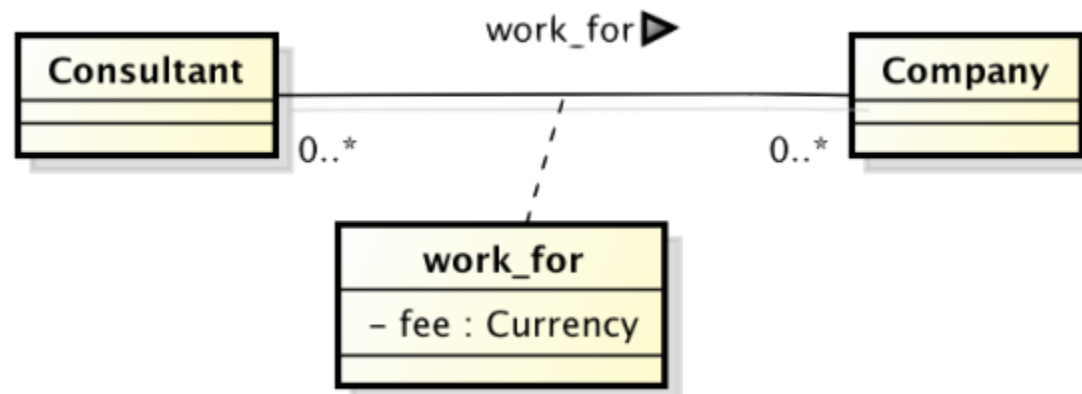 work_for
Consultant
Company
0..*
0..*
work_for
- fee : Currency